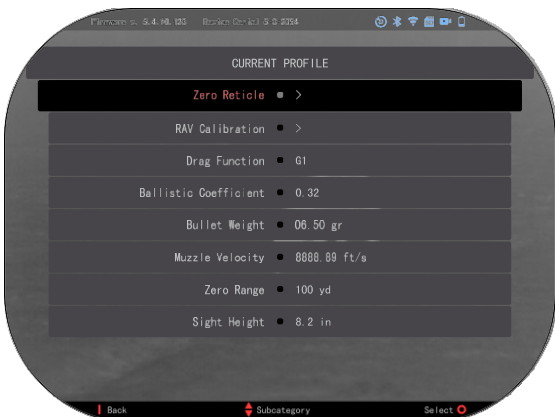 CURRENT PROFILE
Zero Reticle >
RAV Calibration >
Drag Function G1
Ballistic Coefficient 0.32
Bullet Weight 06.50 gr
Muzzle Velocity 8888.89 ft/s
Zero Range 100 yd
Sight Height 8.2 in
Back Subcategory Select